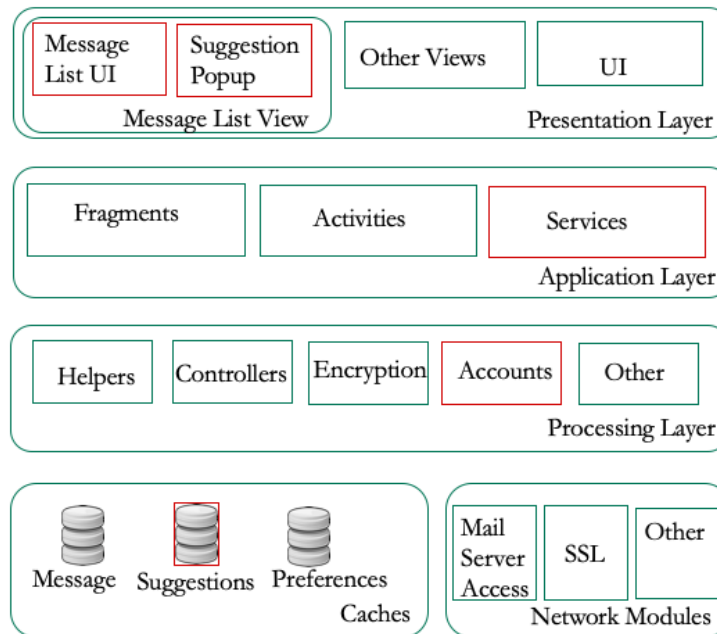 Message
List UI
Suggestion
Popup
Other Views
UI
Message List View
Presentation Layer
Fragments
Activities
Services
Application Layer
Helpers
Controllers
Encryption
Accounts
Other
Processing Layer
Message
Suggestions
Preferences
Caches
Mail
Server
Access
SSL
Other
Network Modules